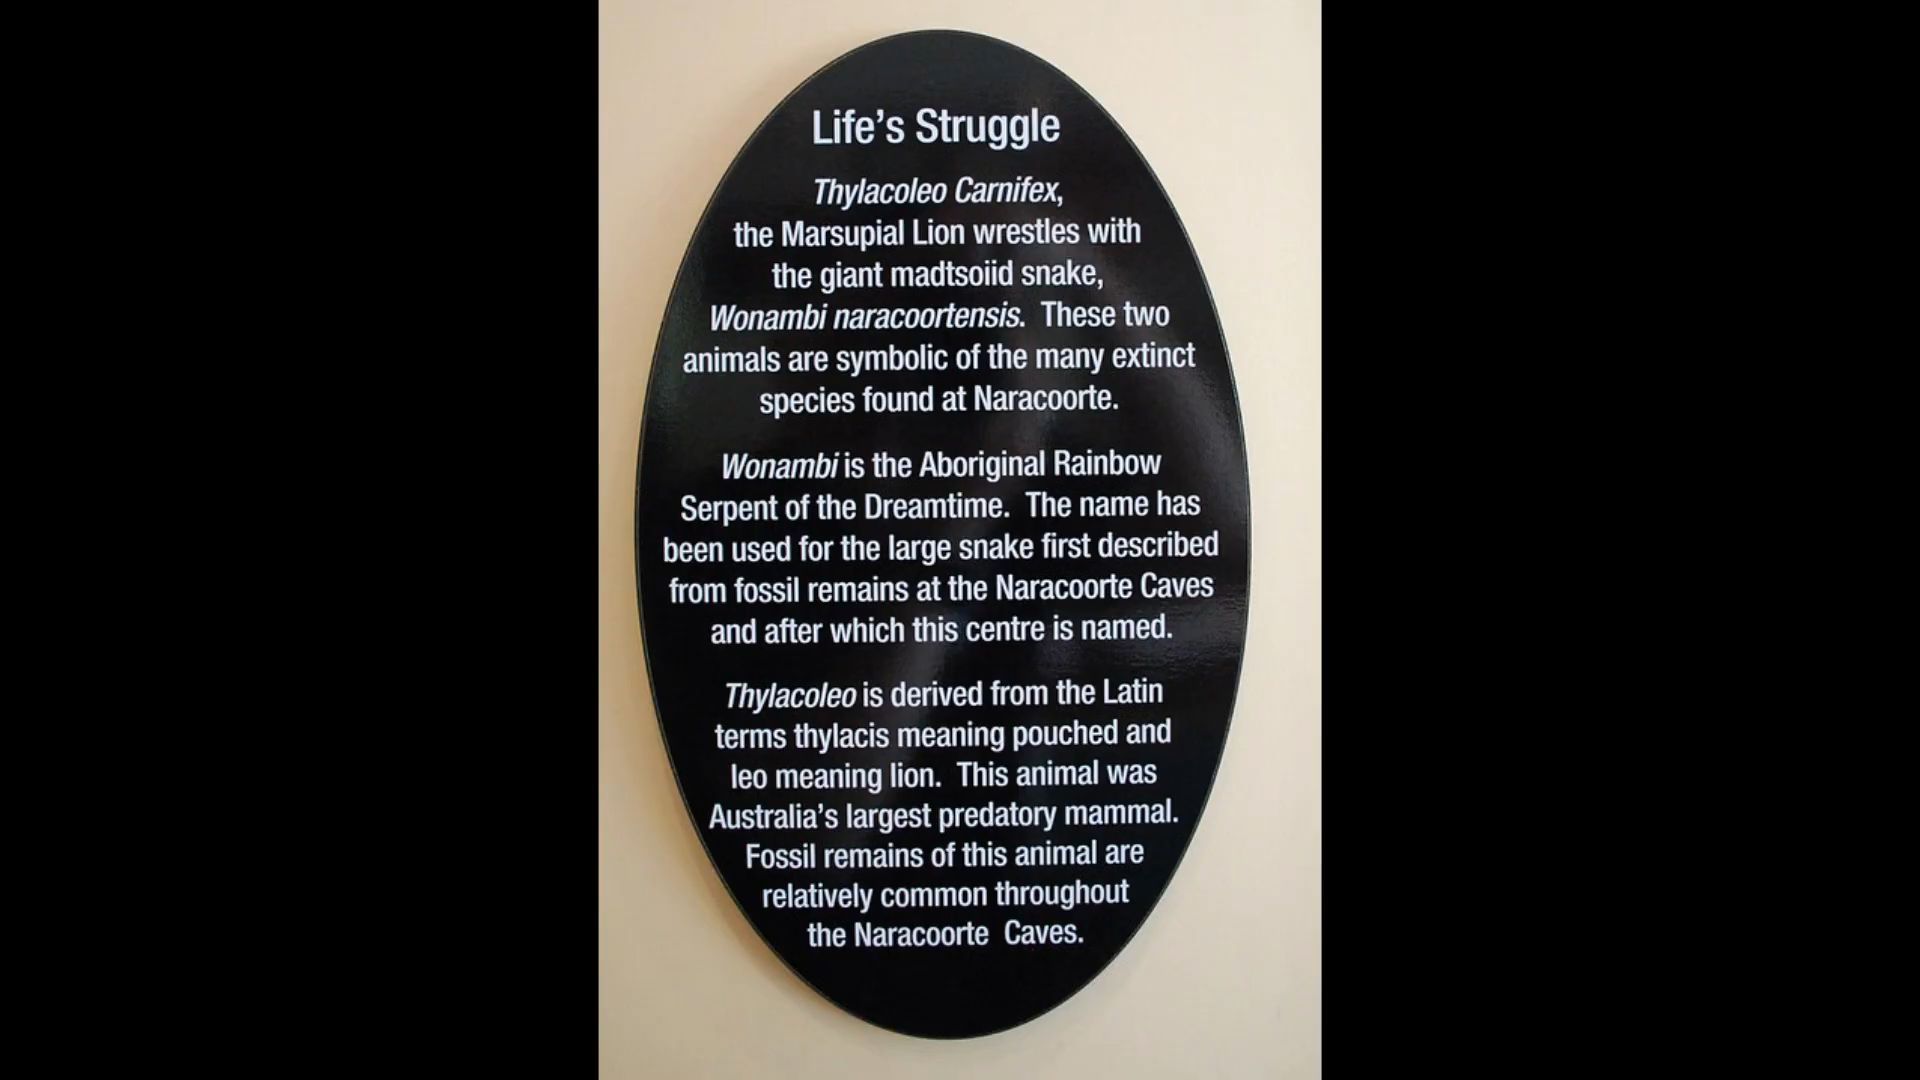 Life’s Struggle
Thylacoleo Carnifex,
the Marsupial Lion wrestles with
the giant madtsoiid snake,
Wonambi naracoortensis. These two
animals are symbolic of the many extinct
species found at Naracoorte.
Wonambi is the Aboriginal Rainbow
Serpent of the Dreamtime. The name has
been used for the large snake first described
from fossil remains at the Naracoorte Caves
and after which this centre is named.
Thylacoleo is derived from the Latin
terms thylacis meaning pouched and
leo meaning lion. This animal was
Australia’s largest predatory mammal.
Fossil remains of this animal are
relatively common throughout
the Naracoorte Caves.